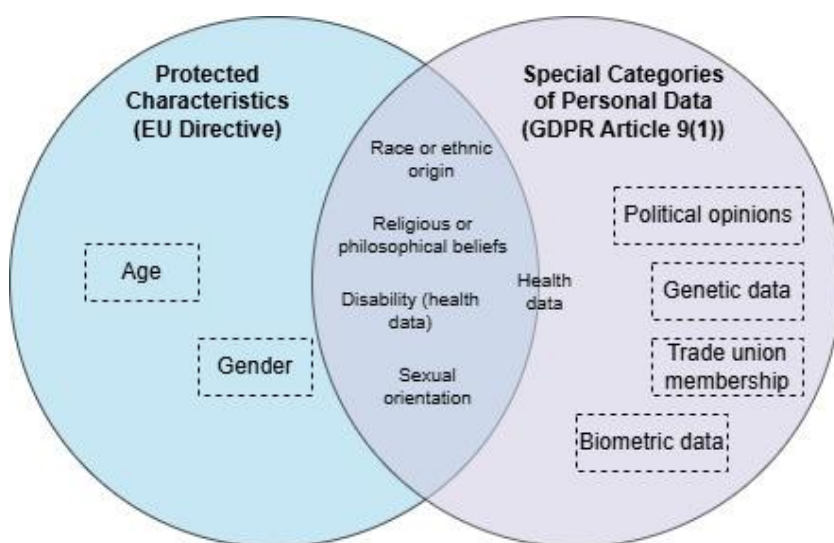 Protected
Characteristics
(EU Directive)
Age
Gender
Race or ethnic
origin
Religious or
philosophical beliefs
Disability (health
data)
Sexual
orientation
Health
data
Special Categories
of Personal Data
(GDPR Article 9(1))
Political opinions
Genetic data
Trade union
membership
Biometric data